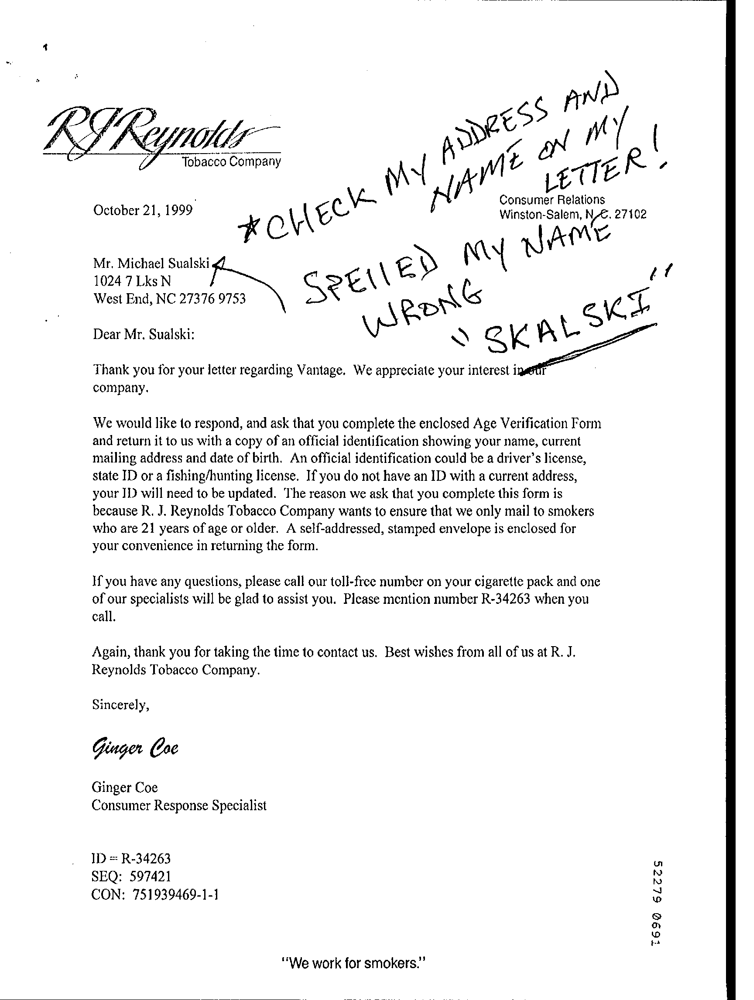 RJReynolds
Tobacco Company
*CHECK MY ADDRESS AND
NAME ON MY
LETTER!
Consumer Relations
Winston-Salem, N.C. 27102
October 21, 1999
SPELLED MY NAME
WRONG
"SKALSKI"
Mr. Michael Sualski
1024 7 Lks N
West End, NC 27376 9753
Dear Mr. Sualski:
Thank you for your letter regarding Vantage. We appreciate your interest in our
company.
We would like to respond, and ask that you complete the enclosed Age Verification Form
and return it to us with a copy of an official identification showing your name, current
mailing address and date of birth. An official identification could be a driver's license,
state ID or a fishing/hunting license. If you do not have an ID with a current address,
your ID will need to be updated. The reason we ask that you complete this form is
because R. J. Reynolds Tobacco Company wants to ensure that we only mail to smokers
who are 21 years of age or older. A self-addressed, stamped envelope is enclosed for
your convenience in returning the form.
If you have any questions, please call our toll-free number on your cigarette pack and one
of our specialists will be glad to assist you. Please mention number R-34263 when you
call.
Again, thank you for taking the time to contact us. Best wishes from all of us at R. J.
Reynolds Tobacco Company.
Sincerely,
Ginger Coe
Ginger Coe
Consumer Response Specialist
ID = R-34263
SEQ: 597421
CON: 751939469-1-1
52279 0691
"We work for smokers."